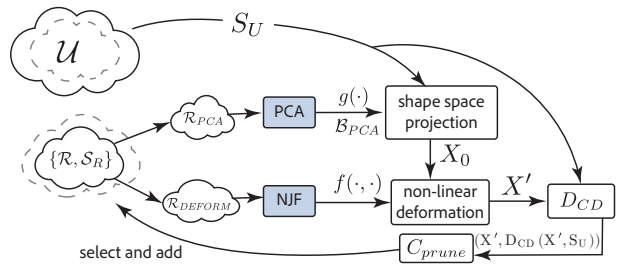 𝒰
S_U
{ℛ, 𝒮_R}
ℛ_PCA
PCA
g(·)
ℬ_PCA
shape space
projection
X_0
ℛ_DEFORM
NJF
f(·,·)
non-linear
deformation
X′
D_CD
(X′,D_CD (X′,S_U))
C_prune
select and add